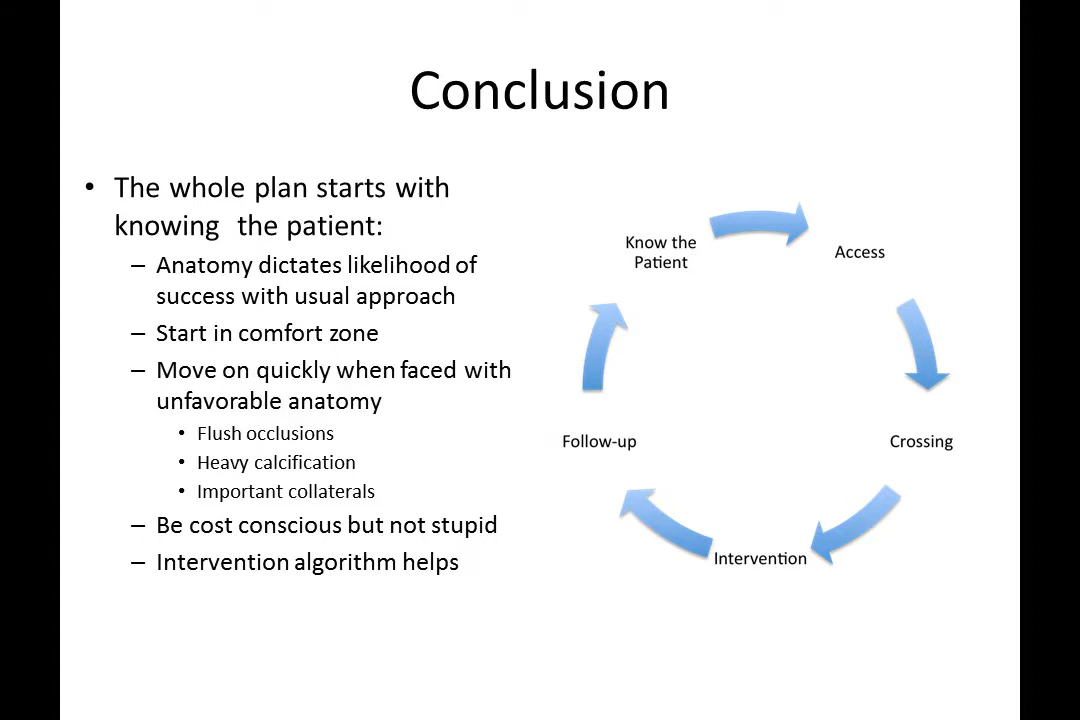 Conclusion
• The whole plan starts with
knowing the patient:
– Anatomy dictates likelihood of
success with usual approach
– Start in comfort zone
– Move on quickly when faced with
unfavorable anatomy
• Flush occlusions
• Heavy calcification
• Important collaterals
– Be cost conscious but not stupid
– Intervention algorithm helps
Know the
Patient
Access
Crossing
Intervention
Follow-up